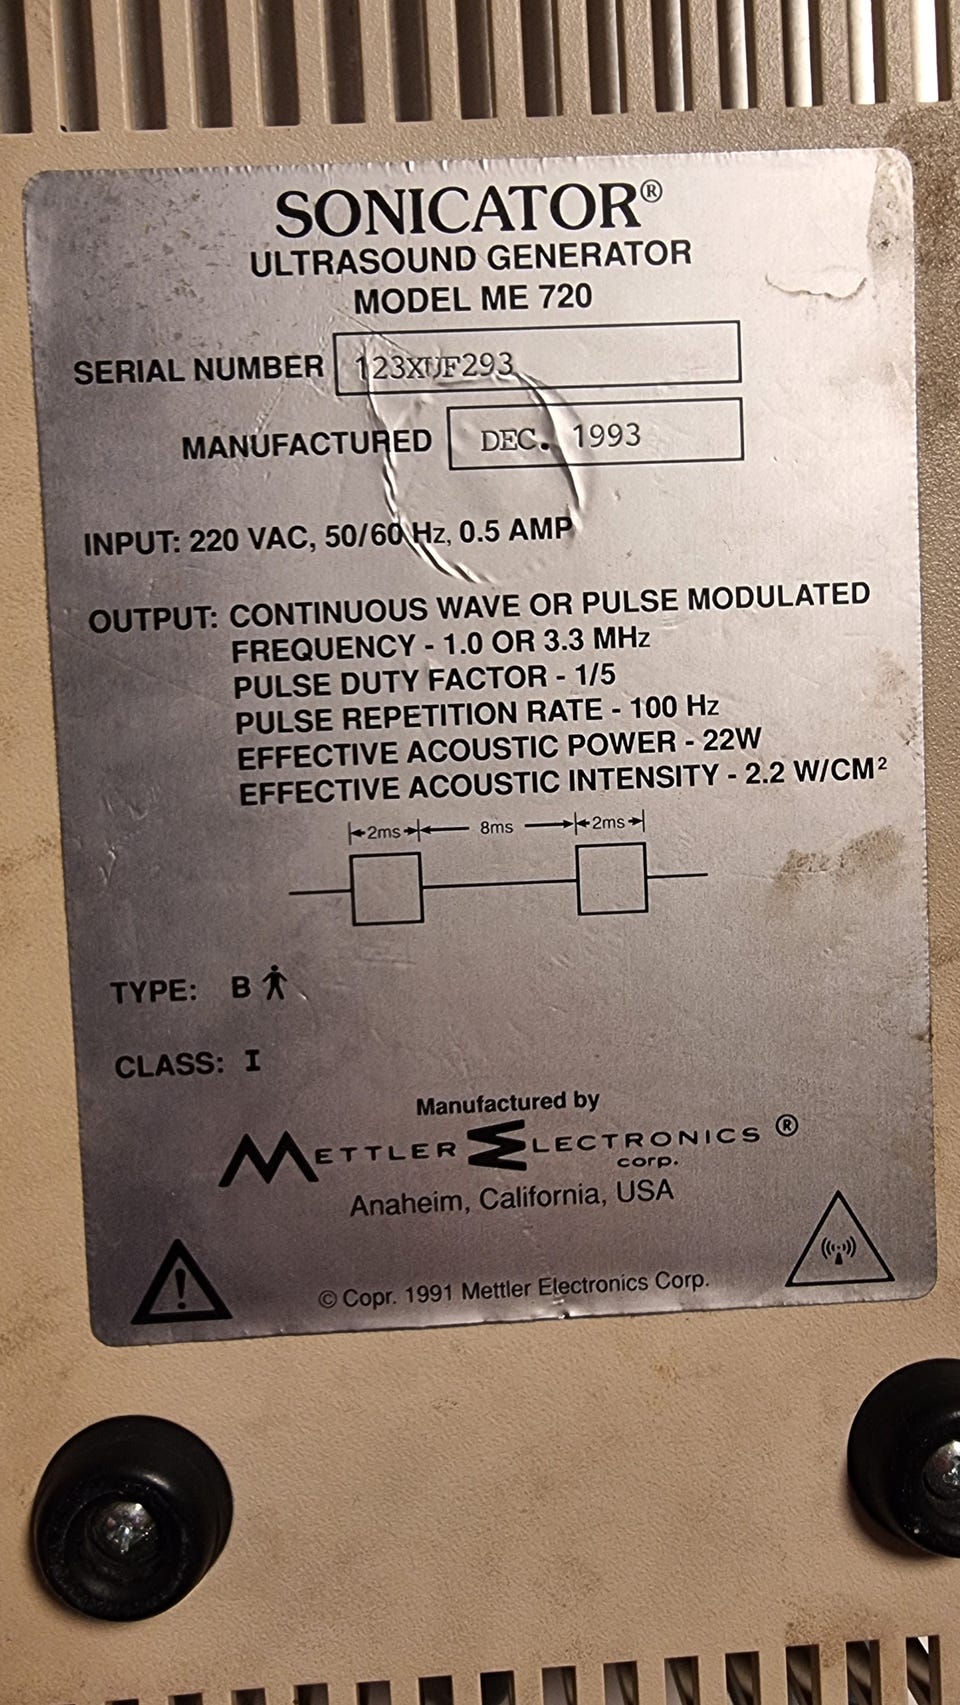 SONICATOR®
ULTRASOUND GENERATOR
MODEL ME 720
SERIAL NUMBER 123XUF293
MANUFACTURED DEC. 1993
INPUT: 220 VAC, 50/60 Hz, 0.5 AMP
OUTPUT: CONTINUOUS WAVE OR PULSE MODULATED
FREQUENCY - 1.0 OR 3.3 MHz
PULSE DUTY FACTOR - 1/5
PULSE REPETITION RATE - 100 Hz
EFFECTIVE ACOUSTIC POWER - 22W
EFFECTIVE ACOUSTIC INTENSITY - 2.2 W/CM²
2ms 8ms 2ms
TYPE: B
CLASS: I
Manufactured by
METTLER ELECTRONICS ®
corp.
Anaheim, California, USA
© Copr. 1991 Mettler Electronics Corp.